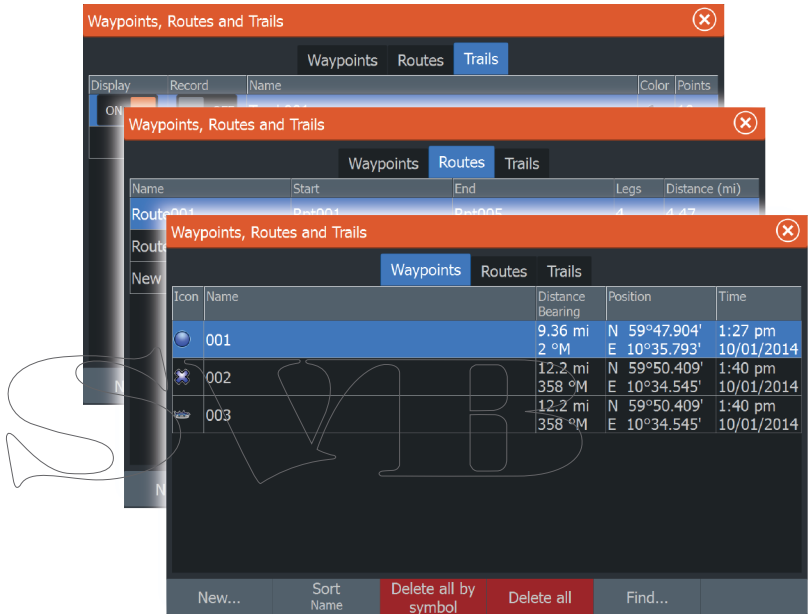 Waypoints, Routes and Trails
Waypoints Routes Trails
Display Record Name Color Points
ON
Waypoints, Routes and Trails
Waypoints Routes Trails
Name Start End Legs Distance (mi)
Route001 Rpt001 Rpt005 4 4.47
Route
New
Waypoints, Routes and Trails
Waypoints Routes Trails
Icon Name Distance Bearing Position Time
001 9.36 mi N 59°47.904' 1:27 pm
2 °M E 10°35.793' 10/01/2014
002 12.2 mi N 59°50.409' 1:40 pm
358 °M E 10°34.545' 10/01/2014
003 12.2 mi N 59°50.409' 1:40 pm
358 °M E 10°34.545' 10/01/2014
New... Sort Name Delete all by symbol Delete all Find...
SVB